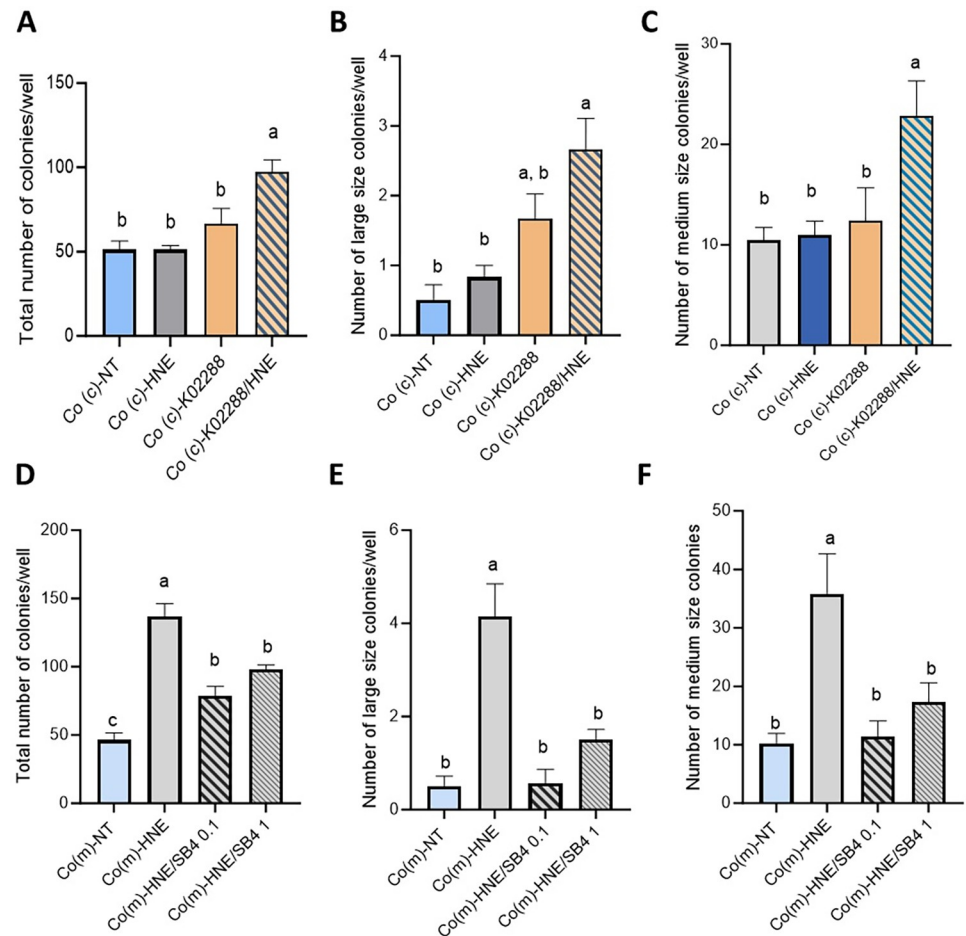 A
Total number of colonies/well
150
100
50
0
b
b
b
a
Co (c)-NT
Co (c)-HNE
Co (c)-K02288
Co (c)-K02288/HNE
B
Number of large size colonies/well
4
3
2
1
0
b
b
a, b
a
Co (c)-NT
Co (c)-HNE
Co (c)-K02288
Co (c)-K02288/HNE
C
Number of medium size colonies/well
30
20
10
0
b
b
b
a
Co (c)-NT
Co (c)-HNE
Co (c)-K02288
Co (c)-K02288/HNE
D
Total number of colonies/well
200
150
100
50
0
c
a
b
b
Co(m)-NT
Co(m)-HNE
Co(m)-HNE/SB4 0.1
Co(m)-HNE/SB4 1
E
Number of large size colonies/well
6
4
2
0
b
a
b
b
Co(m)-NT
Co(m)-HNE
Co(m)-HNE/SB4 0.1
Co(m)-HNE/SB4 1
F
Number of medium size colonies
50
40
30
20
10
0
b
a
b
b
Co(m)-NT
Co(m)-HNE
Co(m)-HNE/SB4 0.1
Co(m)-HNE/SB4 1